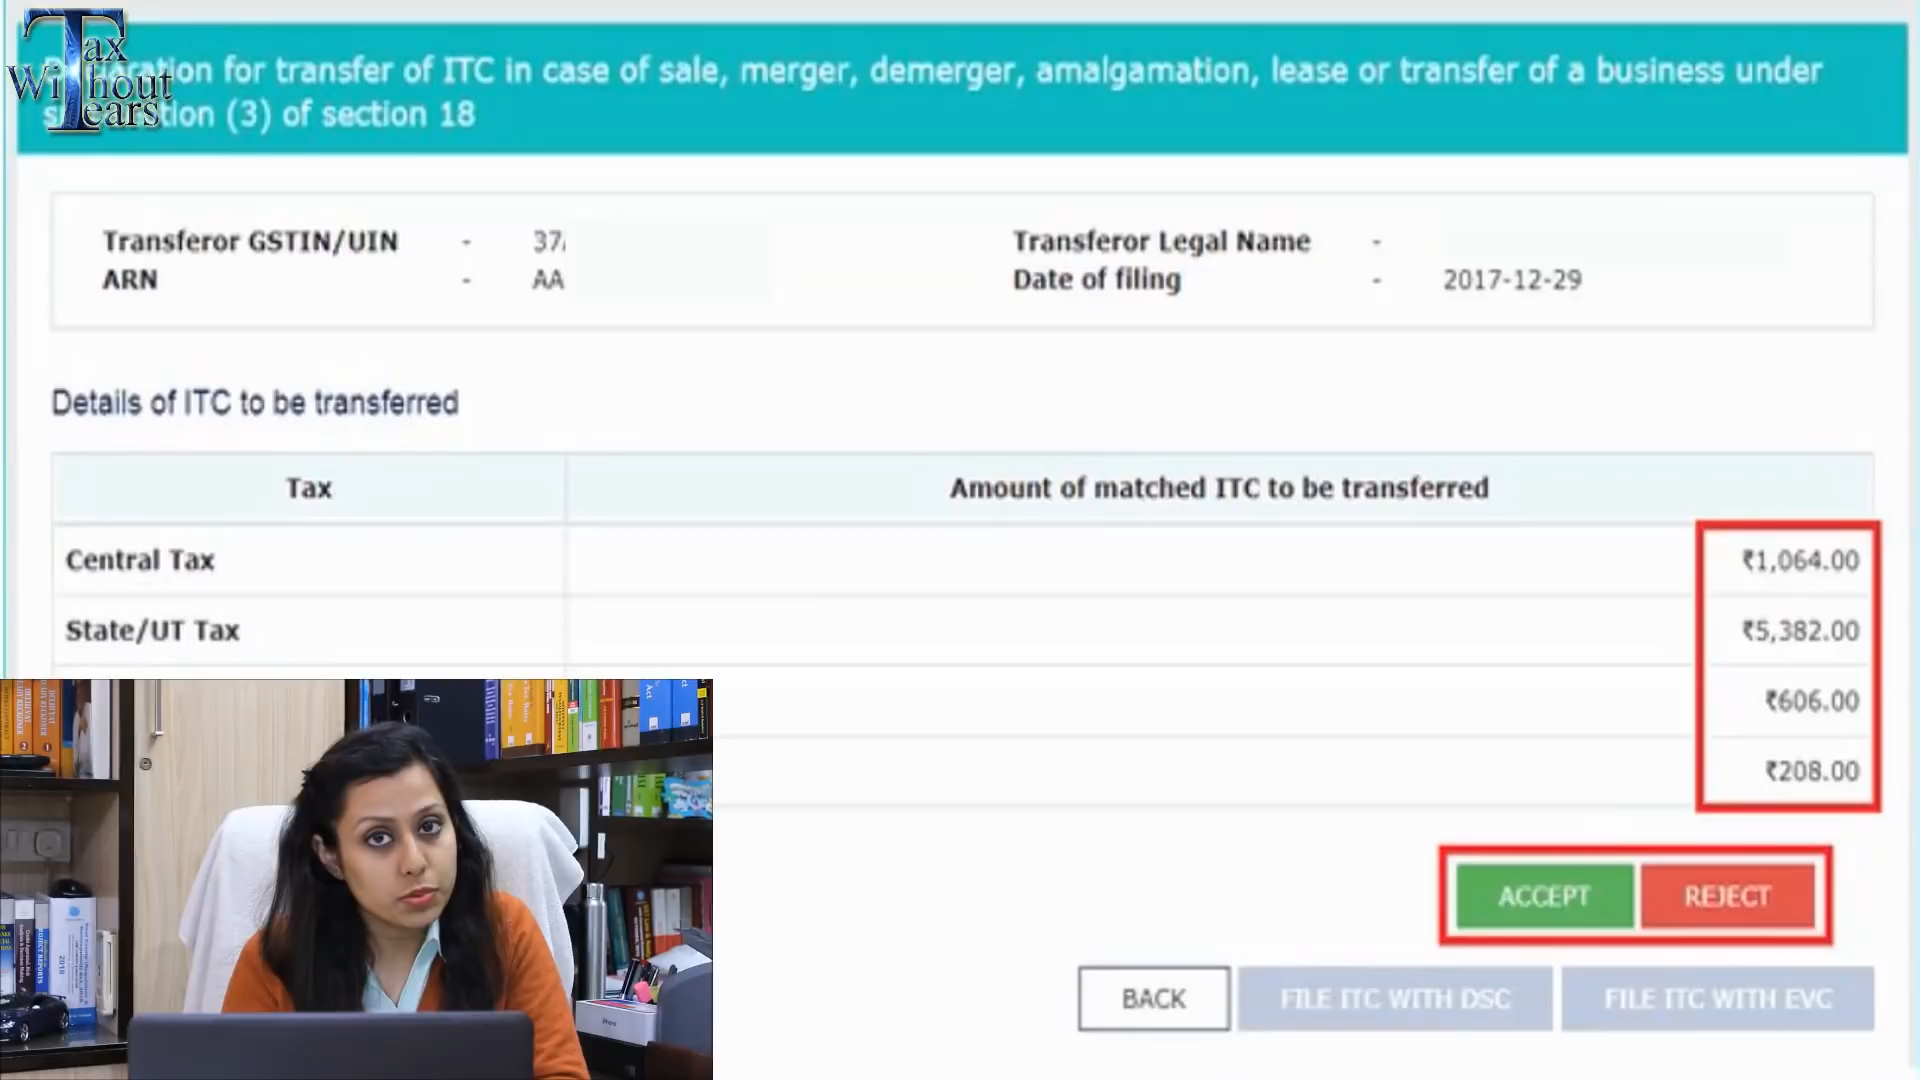 Tax
Without
Tears
ation for transfer of ITC in case of sale, merger, demerger, amalgamation, lease or transfer of a business under
s tion (3) of section 18
Transferor GSTIN/UIN - 37
Transferor Legal Name -
ARN - AA
Date of filing - 2017-12-29
Details of ITC to be transferred
Tax Amount of matched ITC to be transferred
Central Tax ₹1,064.00
State/UT Tax ₹5,382.00
₹606.00
₹208.00
ACCEPT REJECT
BACK FILE ITC WITH DSC FILE ITC WITH EVC
Act
2018
iPhone